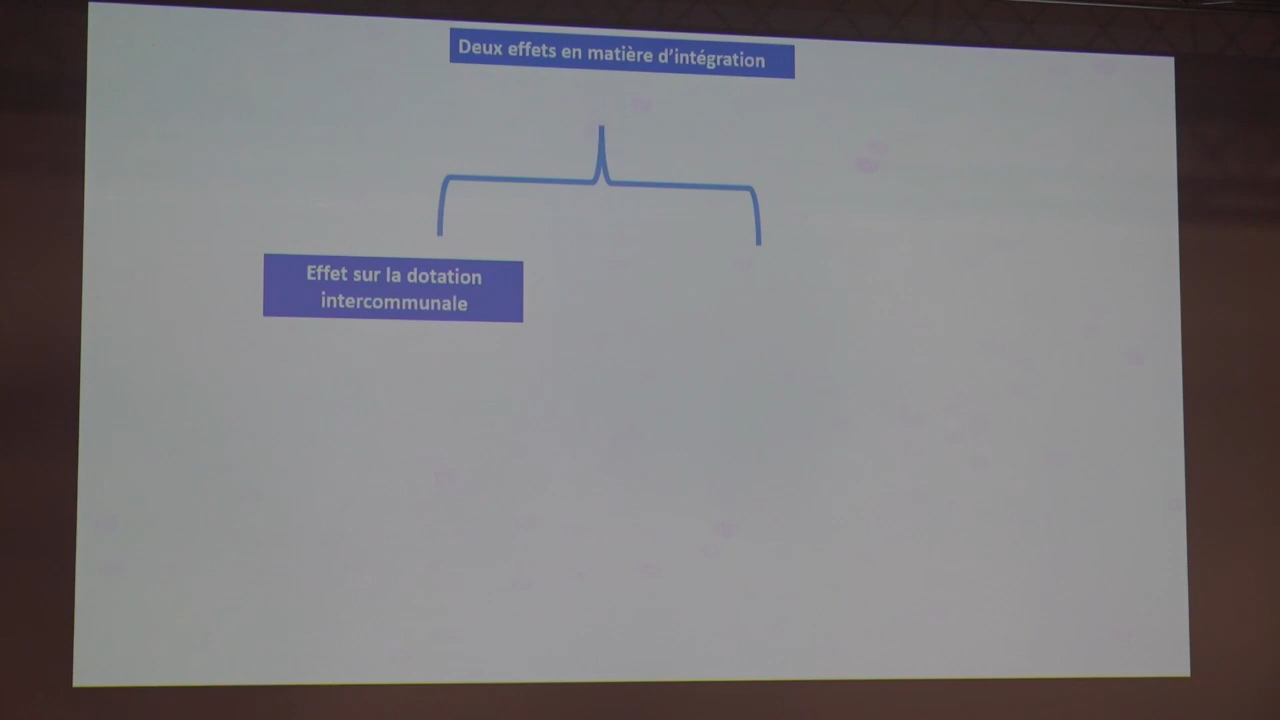 Deux effets en matière d'intégration
Effet sur la dotation
intercommunale